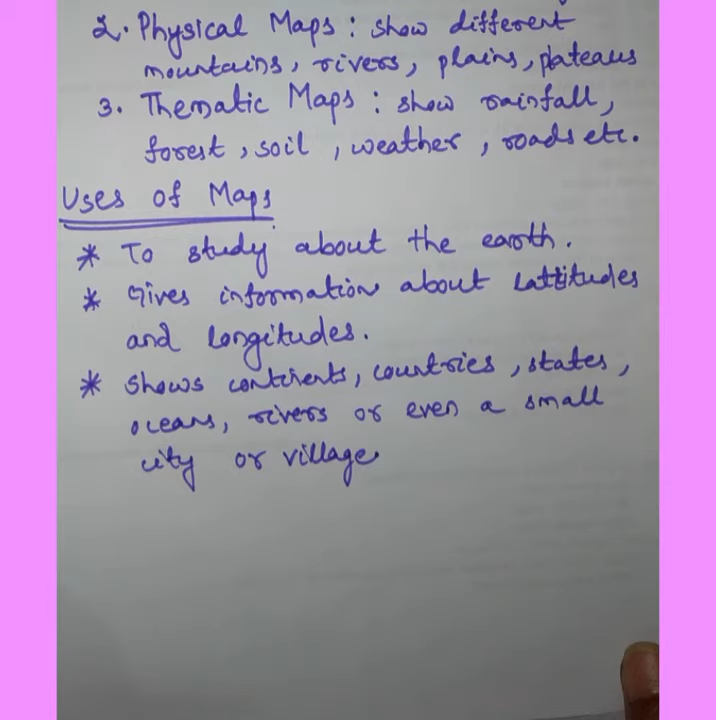 2. Physical Maps : show different
mountains, rivers, plains, plateaus
3. Thematic Maps : show rainfall,
forest, soil, weather, roads etc.
Uses of Maps
* To study about the earth.
* Gives information about Lattitudes
and longitudes.
* Shows continents, countries, states,
oceans, rivers or even a small
city or village